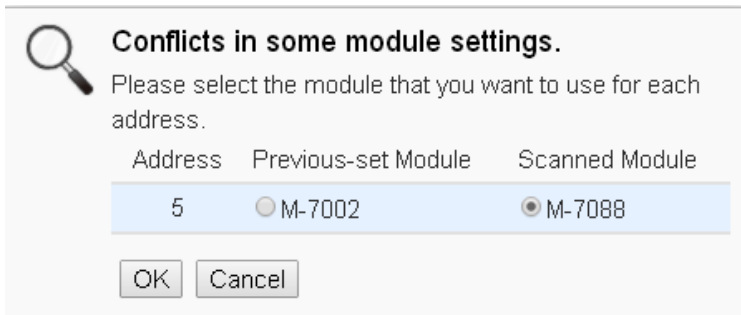 Conflicts in some module settings.
Please select the module that you want to use for each
address.
Address Previous-set Module Scanned Module
5 M-7002 M-7088
OK Cancel